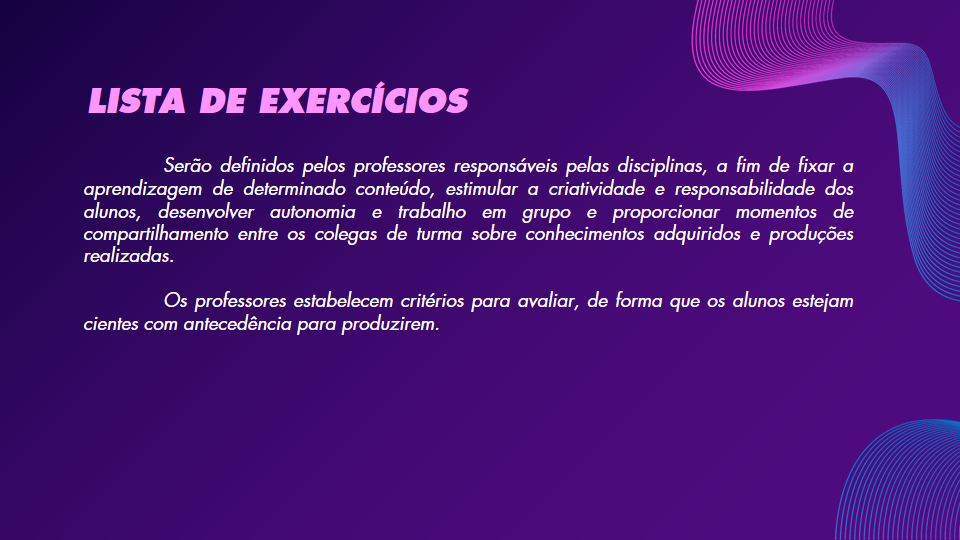 LISTA DE EXERCÍCIOS
Serão definidos pelos professores responsáveis pelas disciplinas, a fim de fixar a
aprendizagem de determinado conteúdo, estimular a criatividade e responsabilidade dos
alunos, desenvolver autonomia e trabalho em grupo e proporcionar momentos de
compartilhamento entre os colegas de turma sobre conhecimentos adquiridos e produções
realizadas.
Os professores estabelecem critérios para avaliar, de forma que os alunos estejam
cientes com antecedência para produzirem.